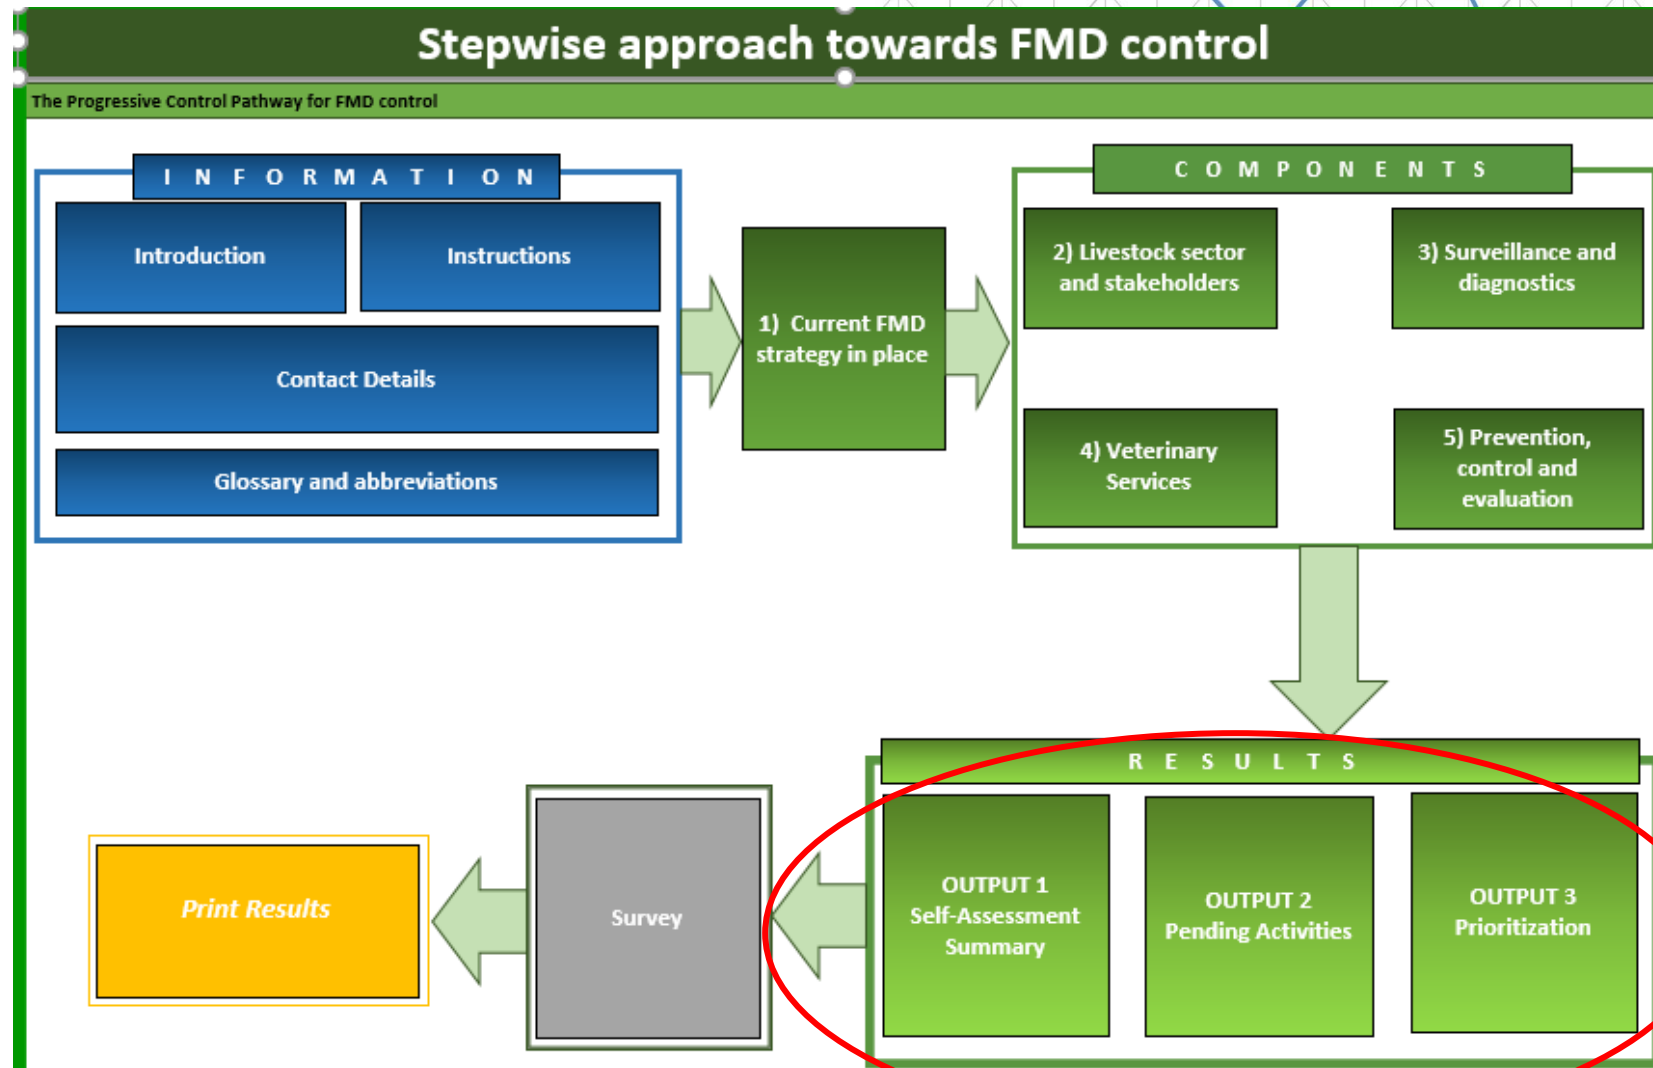 Stepwise approach towards FMD control
The Progressive Control Pathway for FMD control
INFORMATION
Introduction
Instructions
Contact Details
Glossary and abbreviations
1) Current FMD
strategy in place
COMPONENTS
2) Livestock sector
and stakeholders
3) Surveillance and
diagnostics
4) Veterinary
Services
5) Prevention,
control and
evaluation
RESULTS
OUTPUT 1
Self-Assessment
Summary
OUTPUT 2
Pending Activities
OUTPUT 3
Prioritization
Survey
Print Results